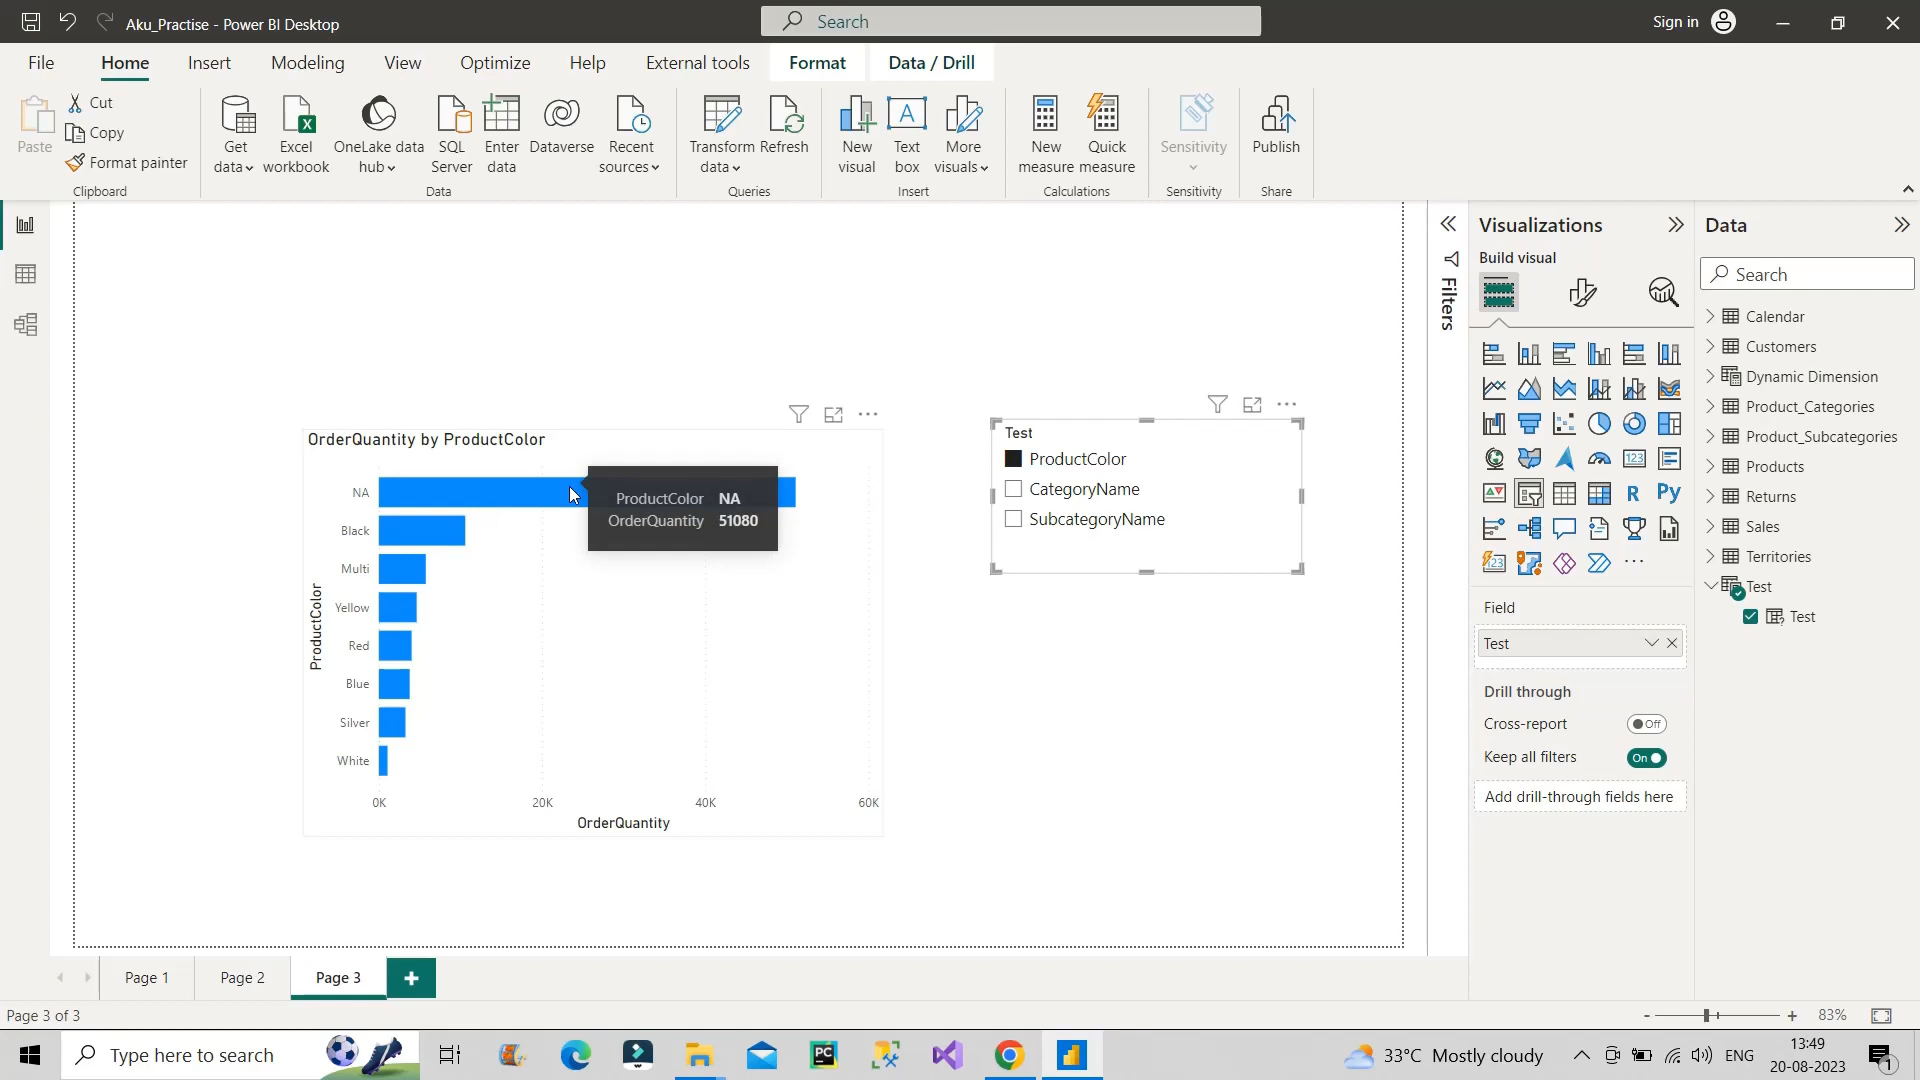 Aku_Practise - Power BI Desktop
Search
Sign in
File
Home
Insert
Modeling
View
Optimize
Help
External tools
Format
Data / Drill
Paste
Cut
Copy
Format painter
Clipboard
Get data
Excel workbook
OneLake data hub
SQL Server
Enter data
Dataverse
Recent sources
Data
Transform data
Refresh
Queries
New visual
Text box
More visuals
Insert
New measure
Quick measure
Calculations
Sensitivity
Sensitivity
Publish
Share
OrderQuantity by ProductColor
ProductColor
NA
Black
Multi
Yellow
Red
Blue
Silver
White
0K
20K
40K
60K
OrderQuantity
ProductColor NA
OrderQuantity 51080
Test
ProductColor
CategoryName
SubcategoryName
Filters
Visualizations
Build visual
123
R
Py
123
Field
Test
Drill through
Cross-report
Off
Keep all filters
On
Add drill-through fields here
Data
Search
Calendar
Customers
Dynamic Dimension
Product_Categories
Product_Subcategories
Products
Returns
Sales
Territories
Test
Test
Page 1
Page 2
Page 3
+
Page 3 of 3
-
+
83%
Type here to search
PC
33°C Mostly cloudy
ENG
13:49
20-08-2023
1